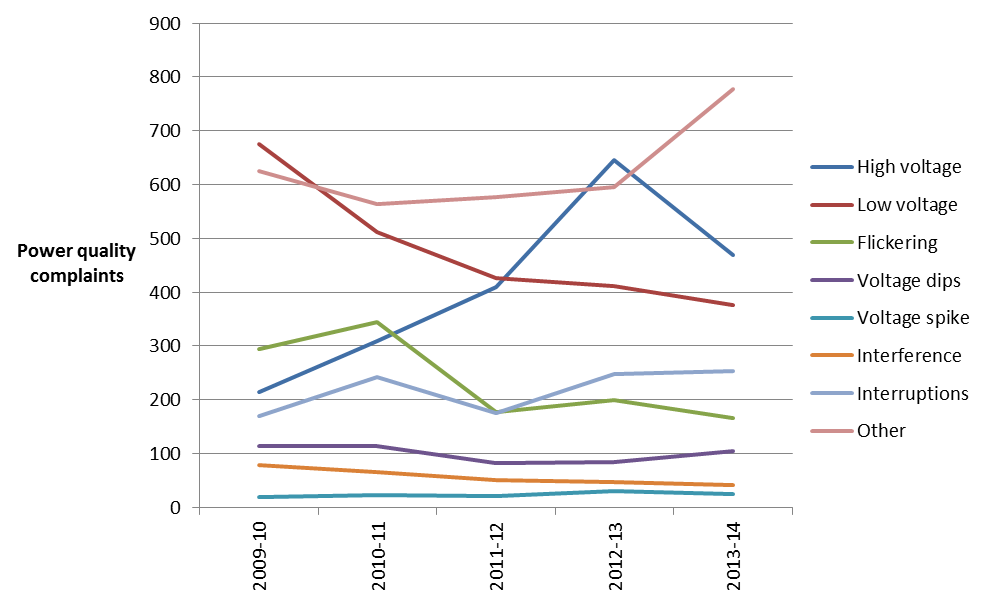 900
800
700
600
500
400
300
200
100
0
Power quality
complaints
2009-10
2010-11
2011-12
2012-13
2013-14
High voltage
Low voltage
Flickering
Voltage dips
Voltage spike
Interference
Interruptions
Other